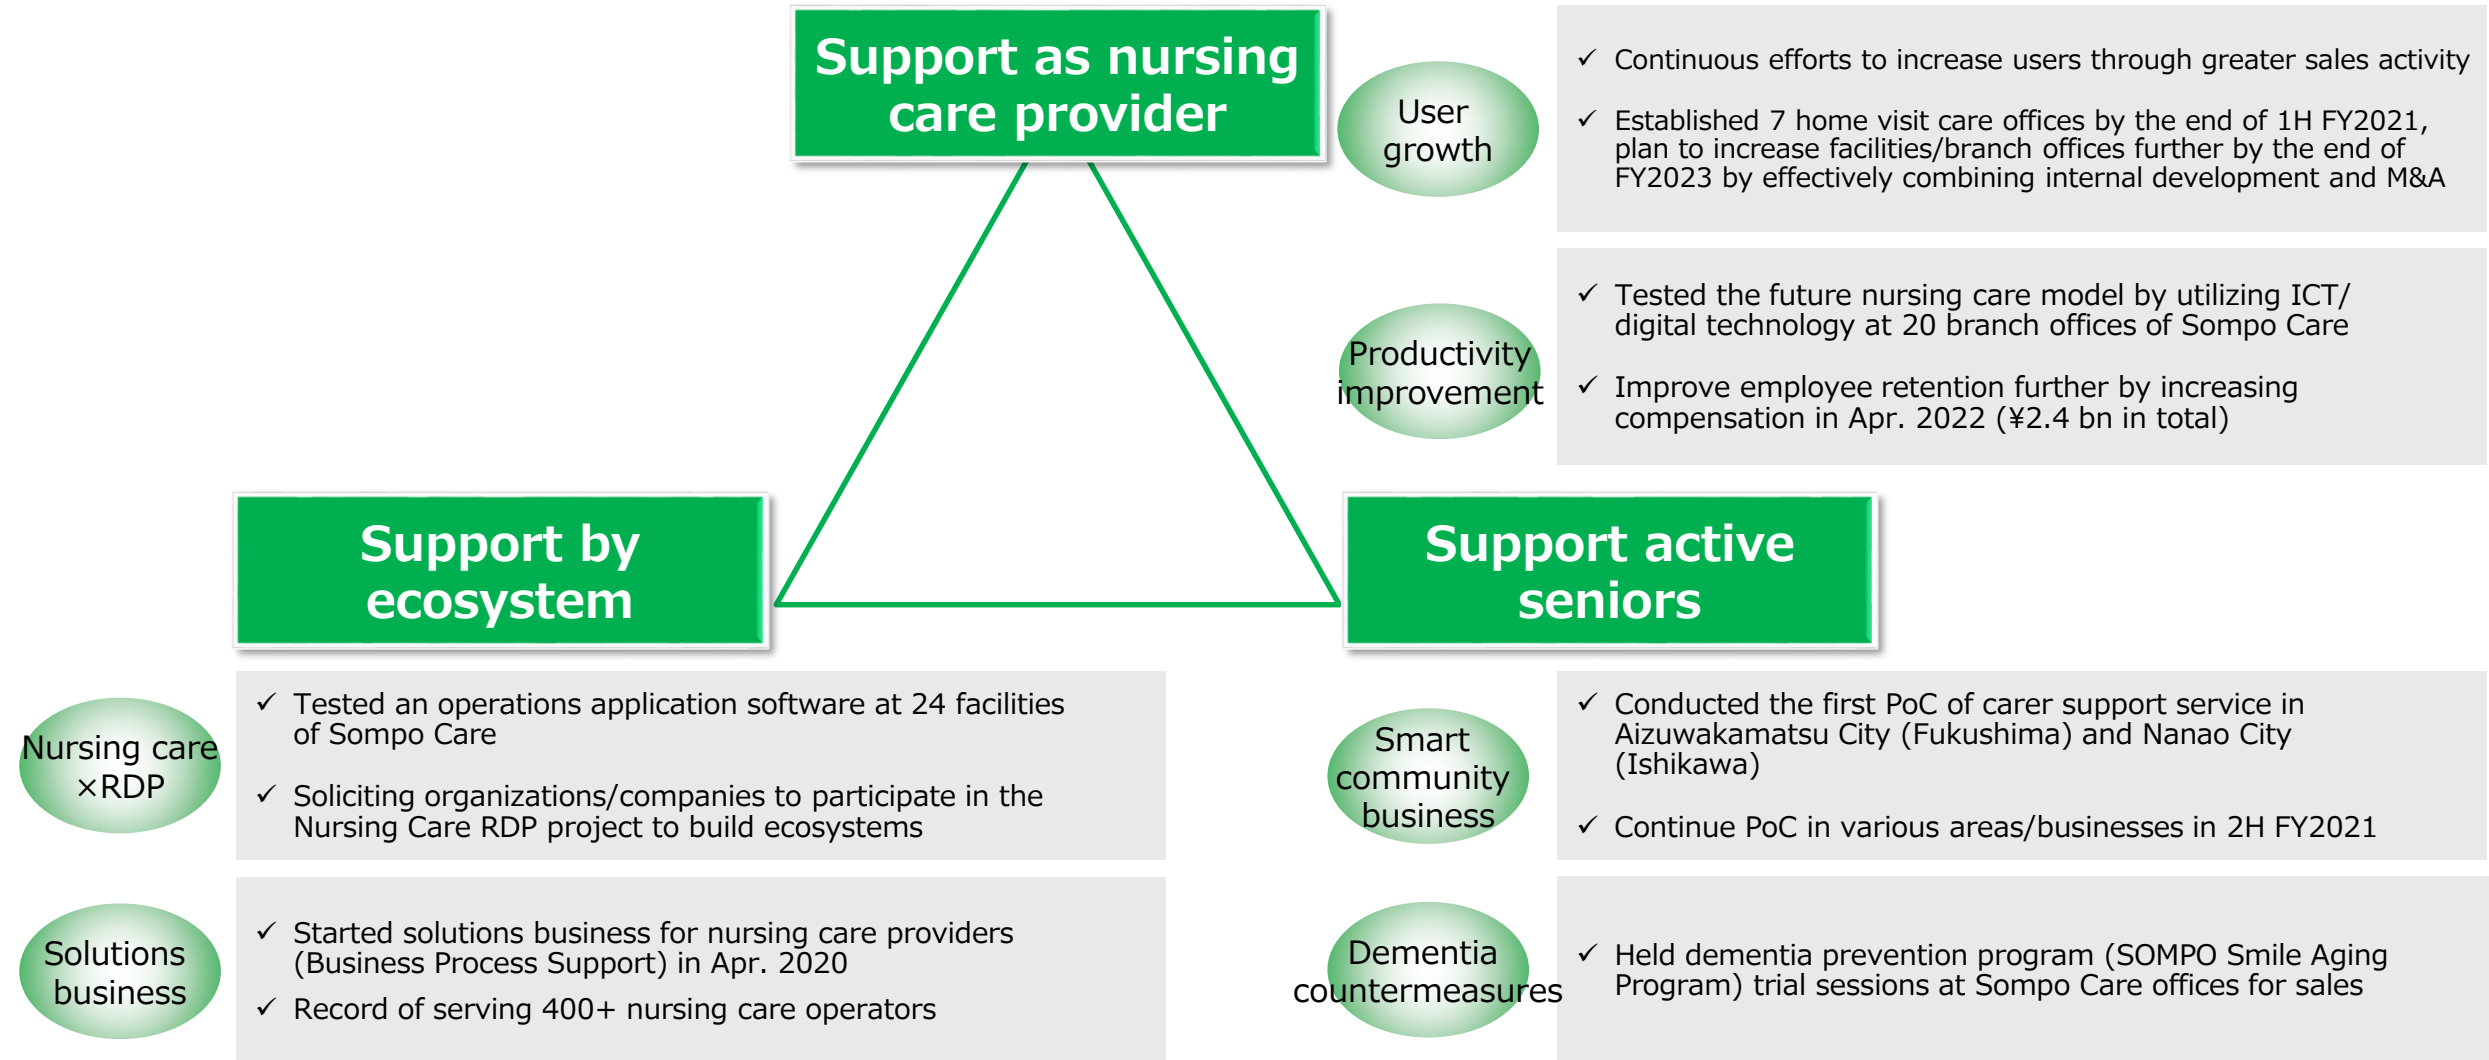 Support as nursing
care provider
User
growth
✓ Continuous efforts to increase users through greater sales activity
✓ Established 7 home visit care offices by the end of 1H FY2021,
plan to increase facilities/branch offices further by the end of
FY2023 by effectively combining internal development and M&A
Productivity
improvement
✓ Tested the future nursing care model by utilizing ICT/
digital technology at 20 branch offices of Sompo Care
✓ Improve employee retention further by increasing
compensation in Apr. 2022 (¥2.4 bn in total)
Support by
ecosystem
Nursing care
×RDP
✓ Tested an operations application software at 24 facilities
of Sompo Care
✓ Soliciting organizations/companies to participate in the
Nursing Care RDP project to build ecosystems
Solutions
business
✓ Started solutions business for nursing care providers
(Business Process Support) in Apr. 2020
✓ Record of serving 400+ nursing care operators
Support active
seniors
Smart
community
business
✓ Conducted the first PoC of carer support service in
Aizuwakamatsu City (Fukushima) and Nanao City
(Ishikawa)
✓ Continue PoC in various areas/businesses in 2H FY2021
Dementia
countermeasures
✓ Held dementia prevention program (SOMPO Smile Aging
Program) trial sessions at Sompo Care offices for sales